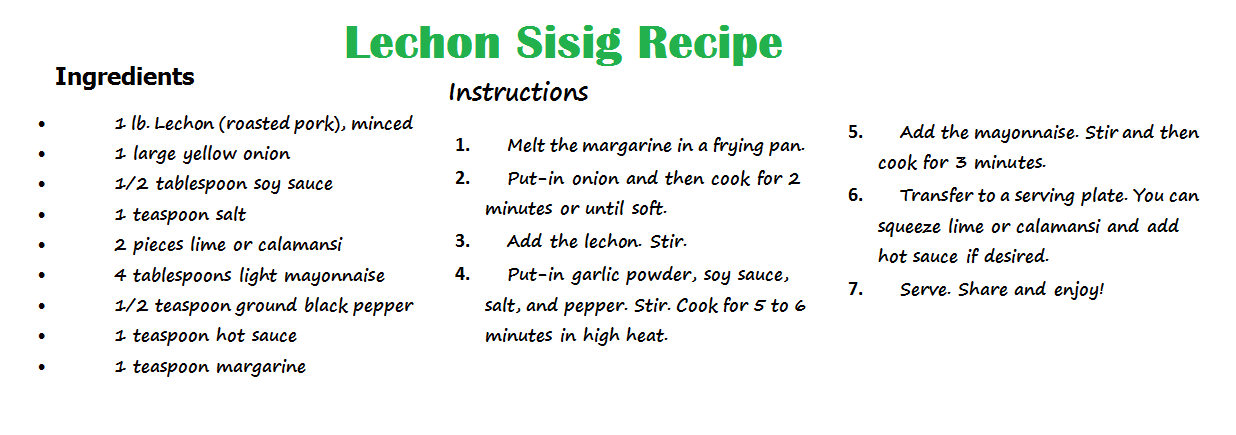 Lechon Sisig Recipe
Ingredients
• 1 lb. Lechon (roasted pork), minced
• 1 large yellow onion
• 1/2 tablespoon soy sauce
• 1 teaspoon salt
• 2 pieces lime or calamansi
• 4 tablespoons light mayonnaise
• 1/2 teaspoon ground black pepper
• 1 teaspoon hot sauce
• 1 teaspoon margarine
Instructions
1. Melt the margarine in a frying pan.
2. Put-in onion and then cook for 2
minutes or until soft.
3. Add the lechon. Stir.
4. Put-in garlic powder, soy sauce,
salt, and pepper. Stir. Cook for 5 to 6
minutes in high heat.
5. Add the mayonnaise. Stir and then
cook for 3 minutes.
6. Transfer to a serving plate. You can
squeeze lime or calamansi and add
hot sauce if desired.
7. Serve. Share and enjoy!